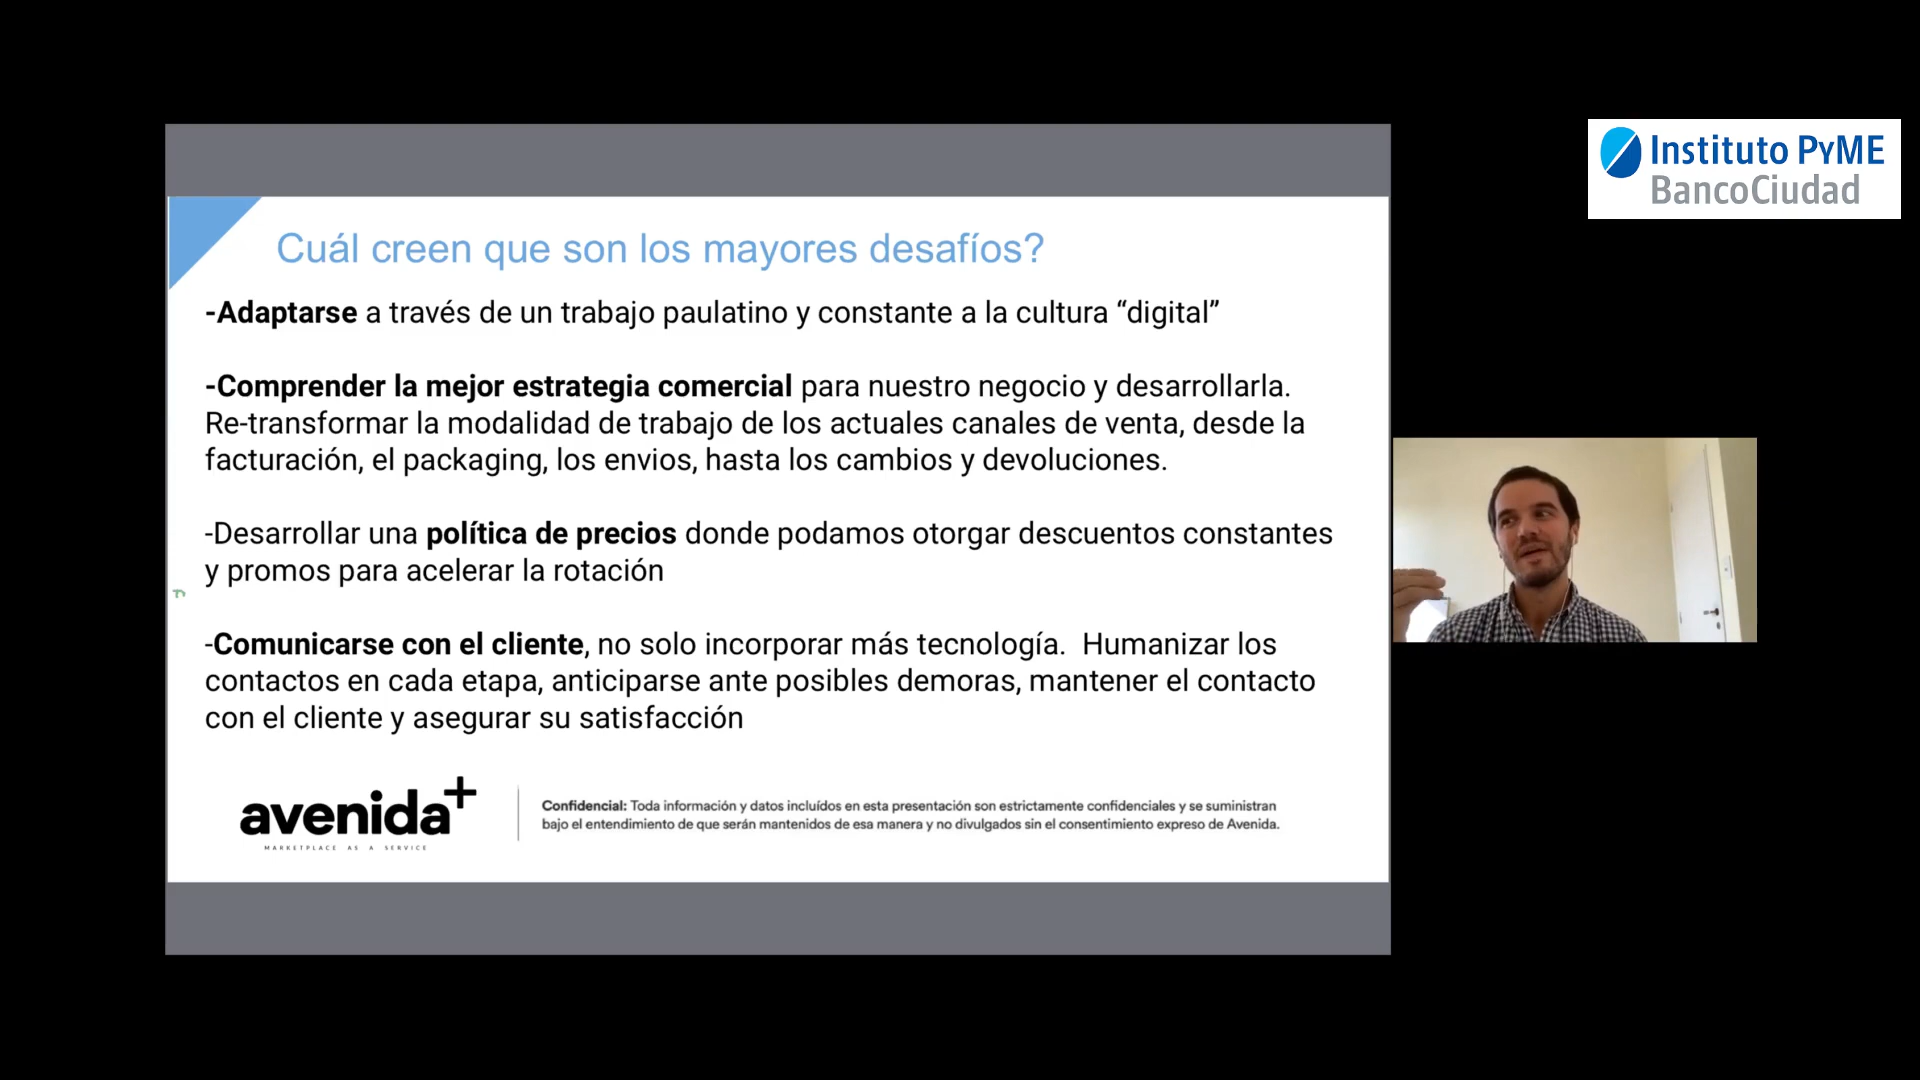 Instituto PyME
BancoCiudad
Cuál creen que son los mayores desafíos?
-Adaptarse a través de un trabajo paulatino y constante a la cultura “digital”
-Comprender la mejor estrategia comercial para nuestro negocio y desarrollarla.
Re-transformar la modalidad de trabajo de los actuales canales de venta, desde la
facturación, el packaging, los envios, hasta los cambios y devoluciones.
-Desarrollar una política de precios donde podamos otorgar descuentos constantes
y promos para acelerar la rotación
-Comunicarse con el cliente, no solo incorporar más tecnología.  Humanizar los
contactos en cada etapa, anticiparse ante posibles demoras, mantener el contacto
con el cliente y asegurar su satisfacción
avenida+
MARKETPLACE AS A SERVICE
Confidencial: Toda información y datos incluídos en esta presentación son estrictamente confidenciales y se suministran
bajo el entendimiento de que serán mantenidos de esa manera y no divulgados sin el consentimiento expreso de Avenida.